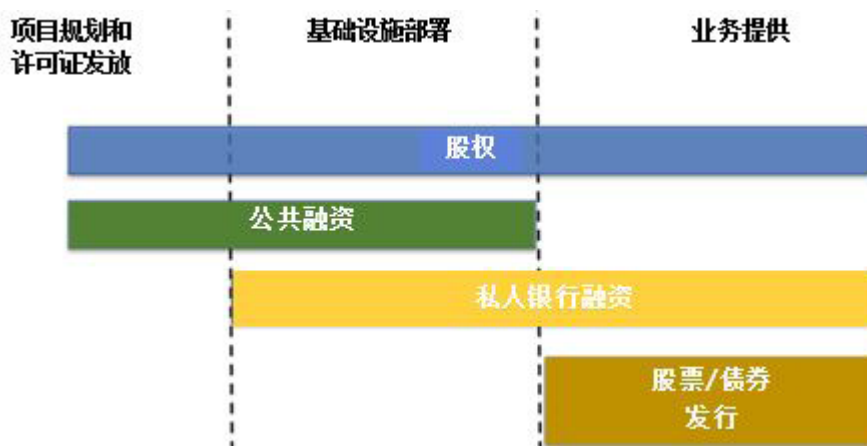 项目规划和
许可证发放
基础设施部署
业务提供
股权
公共融资
私人银行融资
股票/债券
发行